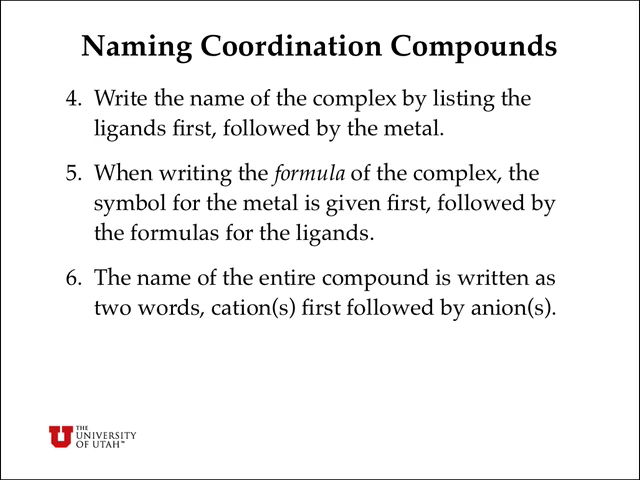 Naming Coordination Compounds
4. Write the name of the complex by listing the
ligands first, followed by the metal.
5. When writing the formula of the complex, the
symbol for the metal is given first, followed by
the formulas for the ligands.
6. The name of the entire compound is written as
two words, cation(s) first followed by anion(s).
THE
UNIVERSITY
OF UTAH™